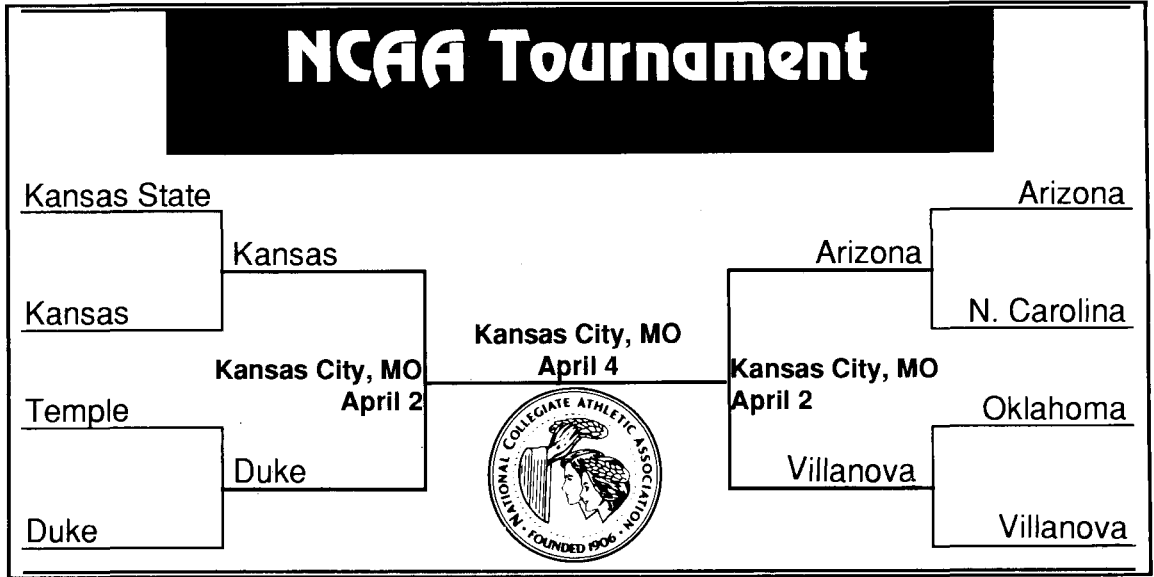 NCAA Tournament
Kansas State
Kansas
Kansas
Temple
Duke
Duke
Kansas City, MO
April 2
Kansas City, MO
April 4
Kansas City, MO
April 2
Arizona
Arizona
N. Carolina
Oklahoma
Villanova
Villanova
NATIONAL COLLEGIATE ATHLETIC ASSOCIATION
· FOUNDED 1906 ·